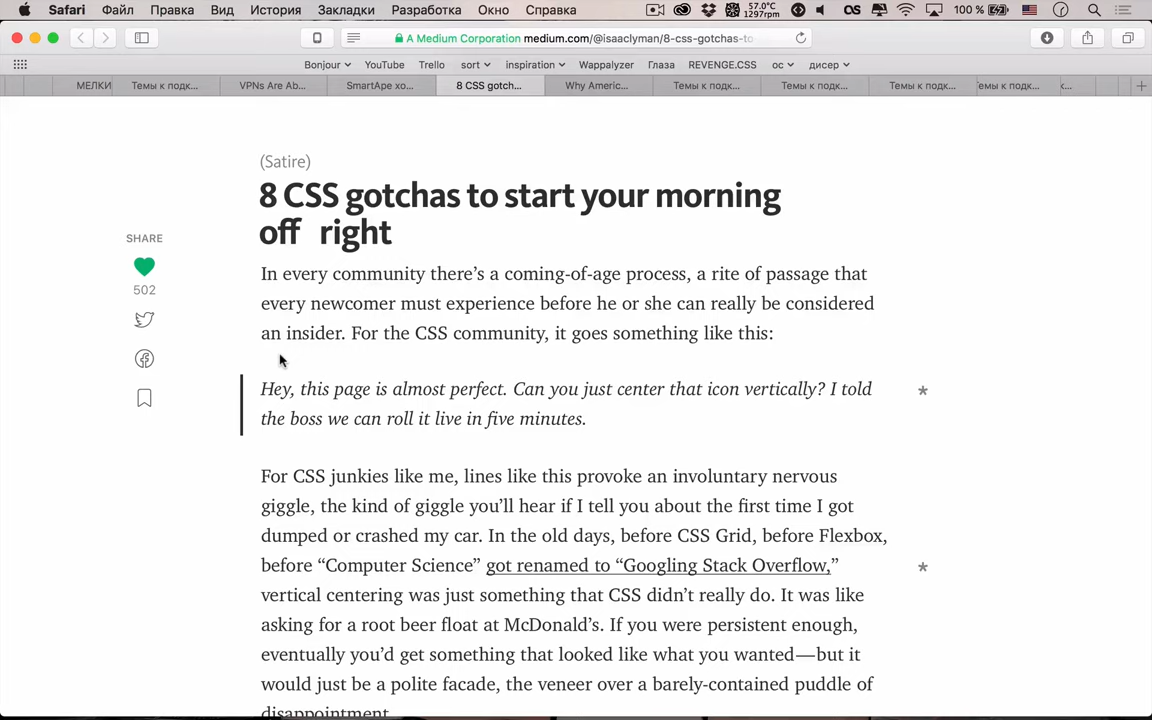 Safari Файл Правка Вид История Закладки Разработка Окно Справка 57.0°C 1297rpm 100 %
A Medium Corporation medium.com/@isaaclyman/8-css-gotchas-to
Bonjour YouTube Trello sort inspiration Wappalyzer Глаза REVENGE.CSS ос дисер
МЕЛКИ Темы к подк... VPNs Are Ab... SmartApe хо... 8 CSS gotch... Why Americ... Темы к подк... Темы к подк... Темы к подк... емы к подк... к...
(Satire)
8 CSS gotchas to start your morning
off right
SHARE
502
In every community there’s a coming-of-age process, a rite of passage that
every newcomer must experience before he or she can really be considered
an insider. For the CSS community, it goes something like this:
Hey, this page is almost perfect. Can you just center that icon vertically? I told *
the boss we can roll it live in five minutes.
For CSS junkies like me, lines like this provoke an involuntary nervous
giggle, the kind of giggle you’ll hear if I tell you about the first time I got
dumped or crashed my car. In the old days, before CSS Grid, before Flexbox,
before “Computer Science” got renamed to “Googling Stack Overflow,” *
vertical centering was just something that CSS didn’t really do. It was like
asking for a root beer float at McDonald’s. If you were persistent enough,
eventually you’d get something that looked like what you wanted — but it
would just be a polite facade, the veneer over a barely-contained puddle of
disappointment